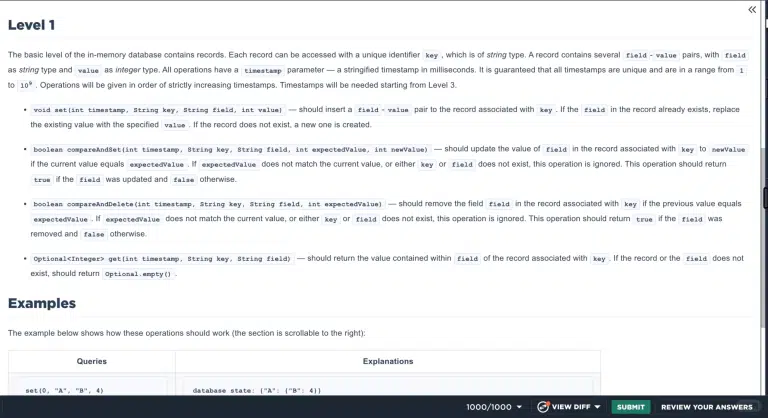 Level 1
The basic level of the in-memory database contains records. Each record can be accessed with a unique identifier key, which is of string type. A record contains several field - value pairs, with field
as string type and value as integer type. All operations have a timestamp parameter — a stringified timestamp in milliseconds. It is guaranteed that all timestamps are unique and are in a range from 1
to 10⁹. Operations will be given in order of strictly increasing timestamps. Timestamps will be needed starting from Level 3.
• void set(int timestamp, String key, String field, int value) — should insert a field - value pair to the record associated with key. If the field in the record already exists, replace
the existing value with the specified value. If the record does not exist, a new one is created.
• boolean compareAndSet(int timestamp, String key, String field, int expectedValue, int newValue) — should update the value of field in the record associated with key to newValue
if the current value equals expectedValue. If expectedValue does not match the current value, or either key or field does not exist, this operation is ignored. This operation should return
true if the field was updated and false otherwise.
• boolean compareAndDelete(int timestamp, String key, String field, int expectedValue) — should remove the field field in the record associated with key if the previous value equals
expectedValue. If expectedValue does not match the current value, or either key or field does not exist, this operation is ignored. This operation should return true if the field was
removed and false otherwise.
• Optional<Integer> get(int timestamp, String key, String field) — should return the value contained within field of the record associated with key. If the record or the field does not
exist, should return Optional.empty().
Examples
The example below shows how these operations should work (the section is scrollable to the right):
Queries Explanations
set(0, "A", "B", 4) database state: {"A": {"B": 4}}
1000/1000 VIEW DIFF SUBMIT REVIEW YOUR ANSWERS